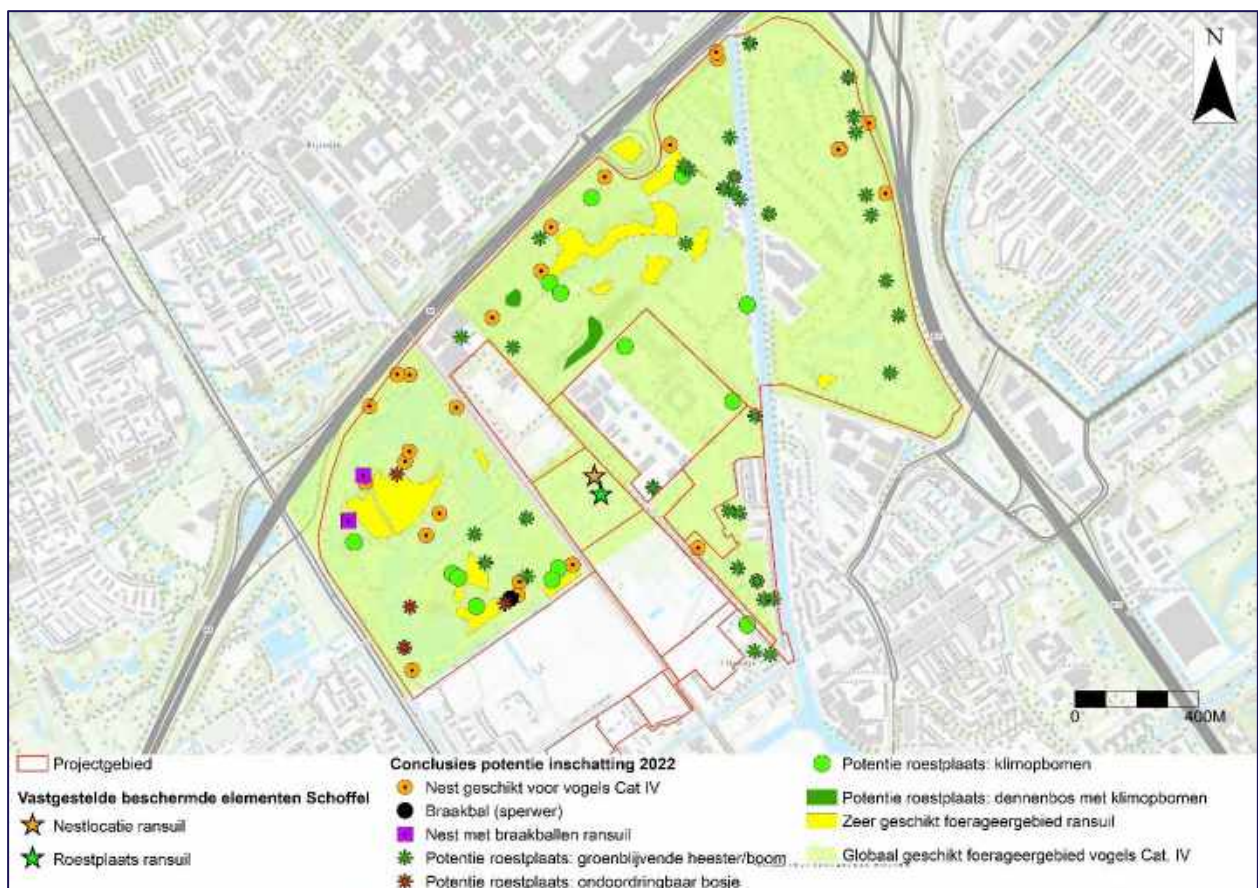 N
0 400M
Projectgebied
Vastgestelde beschermde elementen Schoffel
Nestlocatie ransuil
Roestplaats ransuil
Conclusies potentie inschatting 2022
Nest geschikt voor vogels Cat IV
Braakbal (sperwer)
Nest met braakballen ransuil
Potentie roestplaats: groenblijvende heester/boom
Potentie roestplaats: ondoordringbaar bosje
Potentie roestplaats: klimopbomen
Potentie roestplaats: dennenbos met klimopbomen
Zeer geschikt foerageergebied ransuil
Globaal geschikt foerageergebied vogels Cat. IV